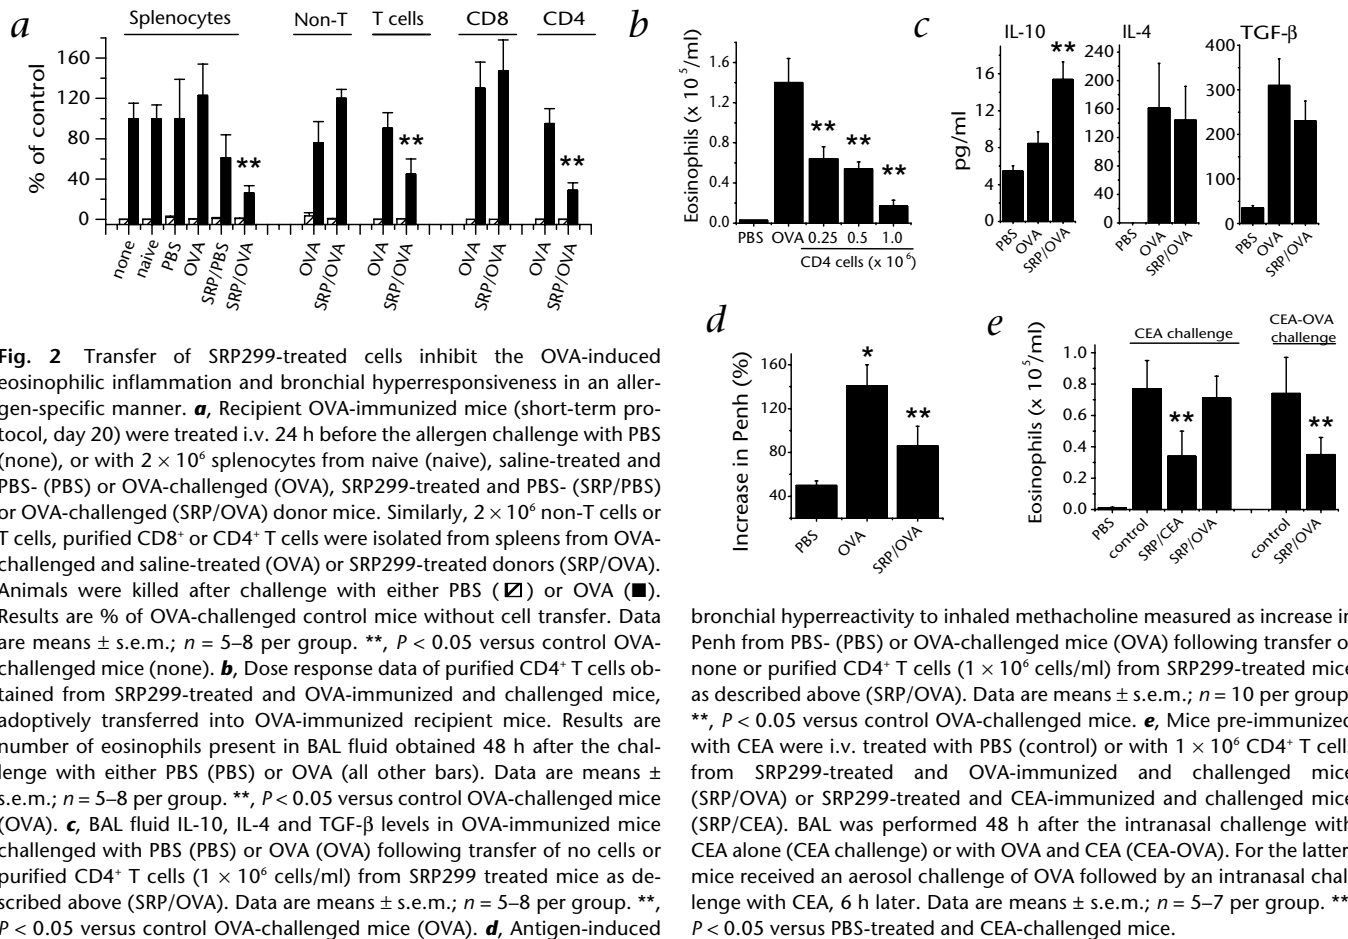 a
Splenocytes
Non-T
T cells
CD8
CD4
% of control
160
120
80
40
0
**
**
**
none
naive
PBS
OVA
SRP/PBS
SRP/OVA
OVA
SRP/OVA
OVA
SRP/OVA
OVA
SRP/OVA
OVA
SRP/OVA
b
Eosinophils (x 10⁵/ml)
1.6
1.2
0.8
0.4
0.0
**
**
**
PBS
OVA
0.25
0.5
1.0
CD4 cells (x 10⁶)
c
IL-10
IL-4
TGF-β
pg/ml
16
12
8
4
0
**
PBS
OVA
SRP/OVA
240
200
160
120
80
40
0
PBS
OVA
SRP/OVA
400
300
200
100
0
PBS
OVA
SRP/OVA
Fig. 2 Transfer of SRP299-treated cells inhibit the OVA-induced
eosinophilic inflammation and bronchial hyperresponsiveness in an aller-
gen-specific manner. a, Recipient OVA-immunized mice (short-term pro-
tocol, day 20) were treated i.v. 24 h before the allergen challenge with PBS
(none), or with 2 × 10⁶ splenocytes from naive (naive), saline-treated and
PBS- (PBS) or OVA-challenged (OVA), SRP299-treated and PBS- (SRP/PBS)
or OVA-challenged (SRP/OVA) donor mice. Similarly, 2 × 10⁶ non-T cells or
T cells, purified CD8⁺ or CD4⁺ T cells were isolated from spleens from OVA-
challenged and saline-treated (OVA) or SRP299-treated donors (SRP/OVA).
Animals were killed after challenge with either PBS (▨) or OVA (■).
Results are % of OVA-challenged control mice without cell transfer. Data
are means ± s.e.m.; n = 5–8 per group. **, P < 0.05 versus control OVA-
challenged mice (none). b, Dose response data of purified CD4⁺ T cells ob-
tained from SRP299-treated and OVA-immunized and challenged mice,
adoptively transferred into OVA-immunized recipient mice. Results are
number of eosinophils present in BAL fluid obtained 48 h after the chal-
lenge with either PBS (PBS) or OVA (all other bars). Data are means ±
s.e.m.; n = 5–8 per group. **, P < 0.05 versus control OVA-challenged mice
(OVA). c, BAL fluid IL-10, IL-4 and TGF-β levels in OVA-immunized mice
challenged with PBS (PBS) or OVA (OVA) following transfer of no cells or
purified CD4⁺ T cells (1 × 10⁶ cells/ml) from SRP299 treated mice as de-
scribed above (SRP/OVA). Data are means ± s.e.m.; n = 5–8 per group. **,
P < 0.05 versus control OVA-challenged mice (OVA). d, Antigen-induced
d
Increase in Penh (%)
160
120
80
40
*
**
PBS
OVA
SRP/OVA
e
Eosinophils (x 10⁵/ml)
CEA challenge
CEA-OVA
challenge
1.0
0.8
0.6
0.4
0.2
0.0
**
**
PBS
control
SRP/CEA
SRP/OVA
control
SRP/OVA
bronchial hyperreactivity to inhaled methacholine measured as increase in
Penh from PBS- (PBS) or OVA-challenged mice (OVA) following transfer
none or purified CD4⁺ T cells (1 × 10⁶ cells/ml) from SRP299-treated mice
as described above (SRP/OVA). Data are means ± s.e.m.; n = 10 per group
**, P < 0.05 versus control OVA-challenged mice. e, Mice pre-immunized
with CEA were i.v. treated with PBS (control) or with 1 × 10⁶ CD4⁺ T cells
from SRP299-treated and OVA-immunized and challenged mice
(SRP/OVA) or SRP299-treated and CEA-immunized and challenged mice
(SRP/CEA). BAL was performed 48 h after the intranasal challenge with
CEA alone (CEA challenge) or with OVA and CEA (CEA-OVA). For the latter
mice received an aerosol challenge of OVA followed by an intranasal chal
lenge with CEA, 6 h later. Data are means ± s.e.m.; n = 5–7 per group. **
P < 0.05 versus PBS-treated and CEA-challenged mice.